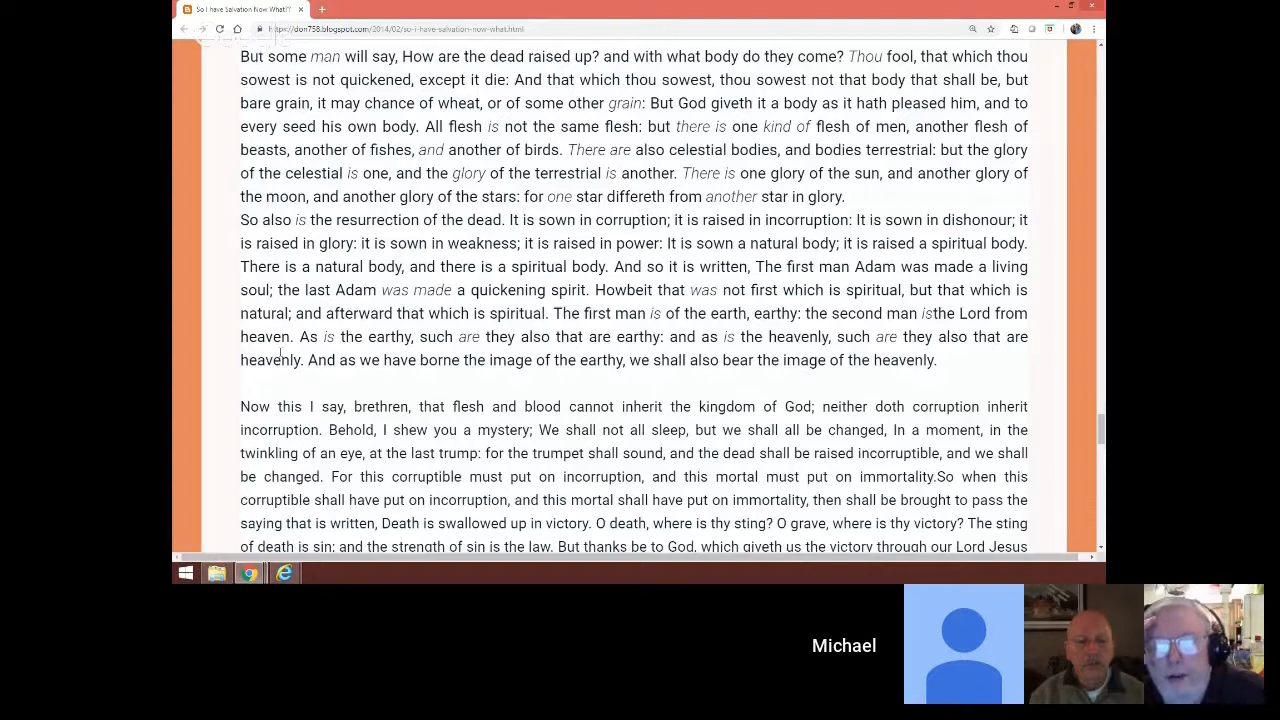 So I have Salvation Now What??
https://don758.blogspot.com/2014/02/so-i-have-salvation-now-what.html
But some man will say, How are the dead raised up? and with what body do they come? Thou fool, that which thou
sowest is not quickened, except it die: And that which thou sowest, thou sowest not that body that shall be, but
bare grain, it may chance of wheat, or of some other grain: But God giveth it a body as it hath pleased him, and to
every seed his own body. All flesh is not the same flesh: but there is one kind of flesh of men, another flesh of
beasts, another of fishes, and another of birds. There are also celestial bodies, and bodies terrestrial: but the glory
of the celestial is one, and the glory of the terrestrial is another. There is one glory of the sun, and another glory of
the moon, and another glory of the stars: for one star differeth from another star in glory.
So also is the resurrection of the dead. It is sown in corruption; it is raised in incorruption: It is sown in dishonour; it
is raised in glory: it is sown in weakness; it is raised in power: It is sown a natural body; it is raised a spiritual body.
There is a natural body, and there is a spiritual body. And so it is written, The first man Adam was made a living
soul; the last Adam was made a quickening spirit. Howbeit that was not first which is spiritual, but that which is
natural; and afterward that which is spiritual. The first man is of the earth, earthy: the second man isthe Lord from
heaven. As is the earthy, such are they also that are earthy: and as is the heavenly, such are they also that are
heavenly. And as we have borne the image of the earthy, we shall also bear the image of the heavenly.
Now this I say, brethren, that flesh and blood cannot inherit the kingdom of God; neither doth corruption inherit
incorruption. Behold, I shew you a mystery; We shall not all sleep, but we shall all be changed, In a moment, in the
twinkling of an eye, at the last trump: for the trumpet shall sound, and the dead shall be raised incorruptible, and we shall
be changed. For this corruptible must put on incorruption, and this mortal must put on immortality.So when this
corruptible shall have put on incorruption, and this mortal shall have put on immortality, then shall be brought to pass the
saying that is written, Death is swallowed up in victory. O death, where is thy sting? O grave, where is thy victory? The sting
of death is sin; and the strength of sin is the law. But thanks be to God, which giveth us the victory through our Lord Jesus
Michael